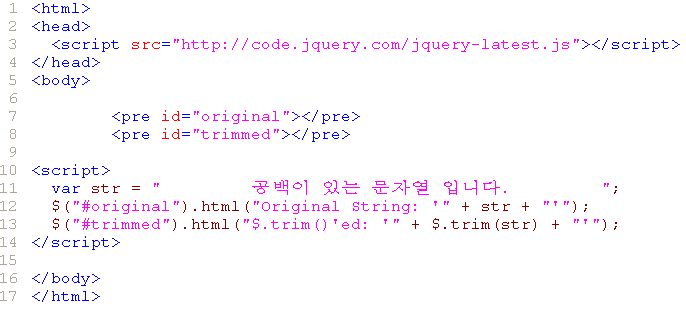 1 <html>
2 <head>
3   <script src="http://code.jquery.com/jquery-latest.js"></script>
4 </head>
5 <body>
6
7         <pre id="original"></pre>
8         <pre id="trimmed"></pre>
9
10 <script>
11   var str = "         공백이 있는 문자열 입니다.         ";
12   $("#original").html("Original String: '" + str + "'");
13   $("#trimmed").html("$.trim()'ed: '" + $.trim(str) + "'");
14 </script>
15
16 </body>
17 </html>